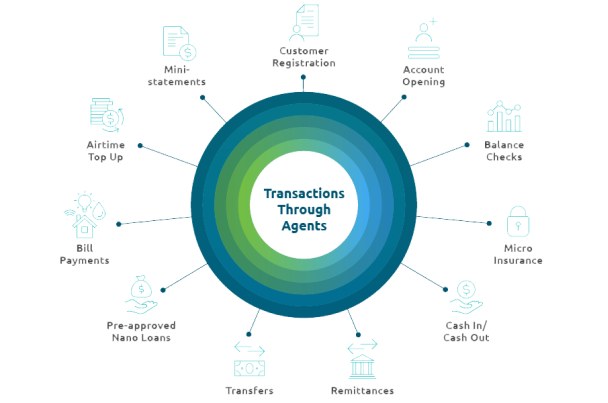 Customer
Registration
Account
Opening
Balance
Checks
Micro
Insurance
Cash In/
Cash Out
Remittances
Transfers
Pre-approved
Nano Loans
Bill
Payments
Airtime
Top Up
Mini-
statements
Transactions
Through
Agents